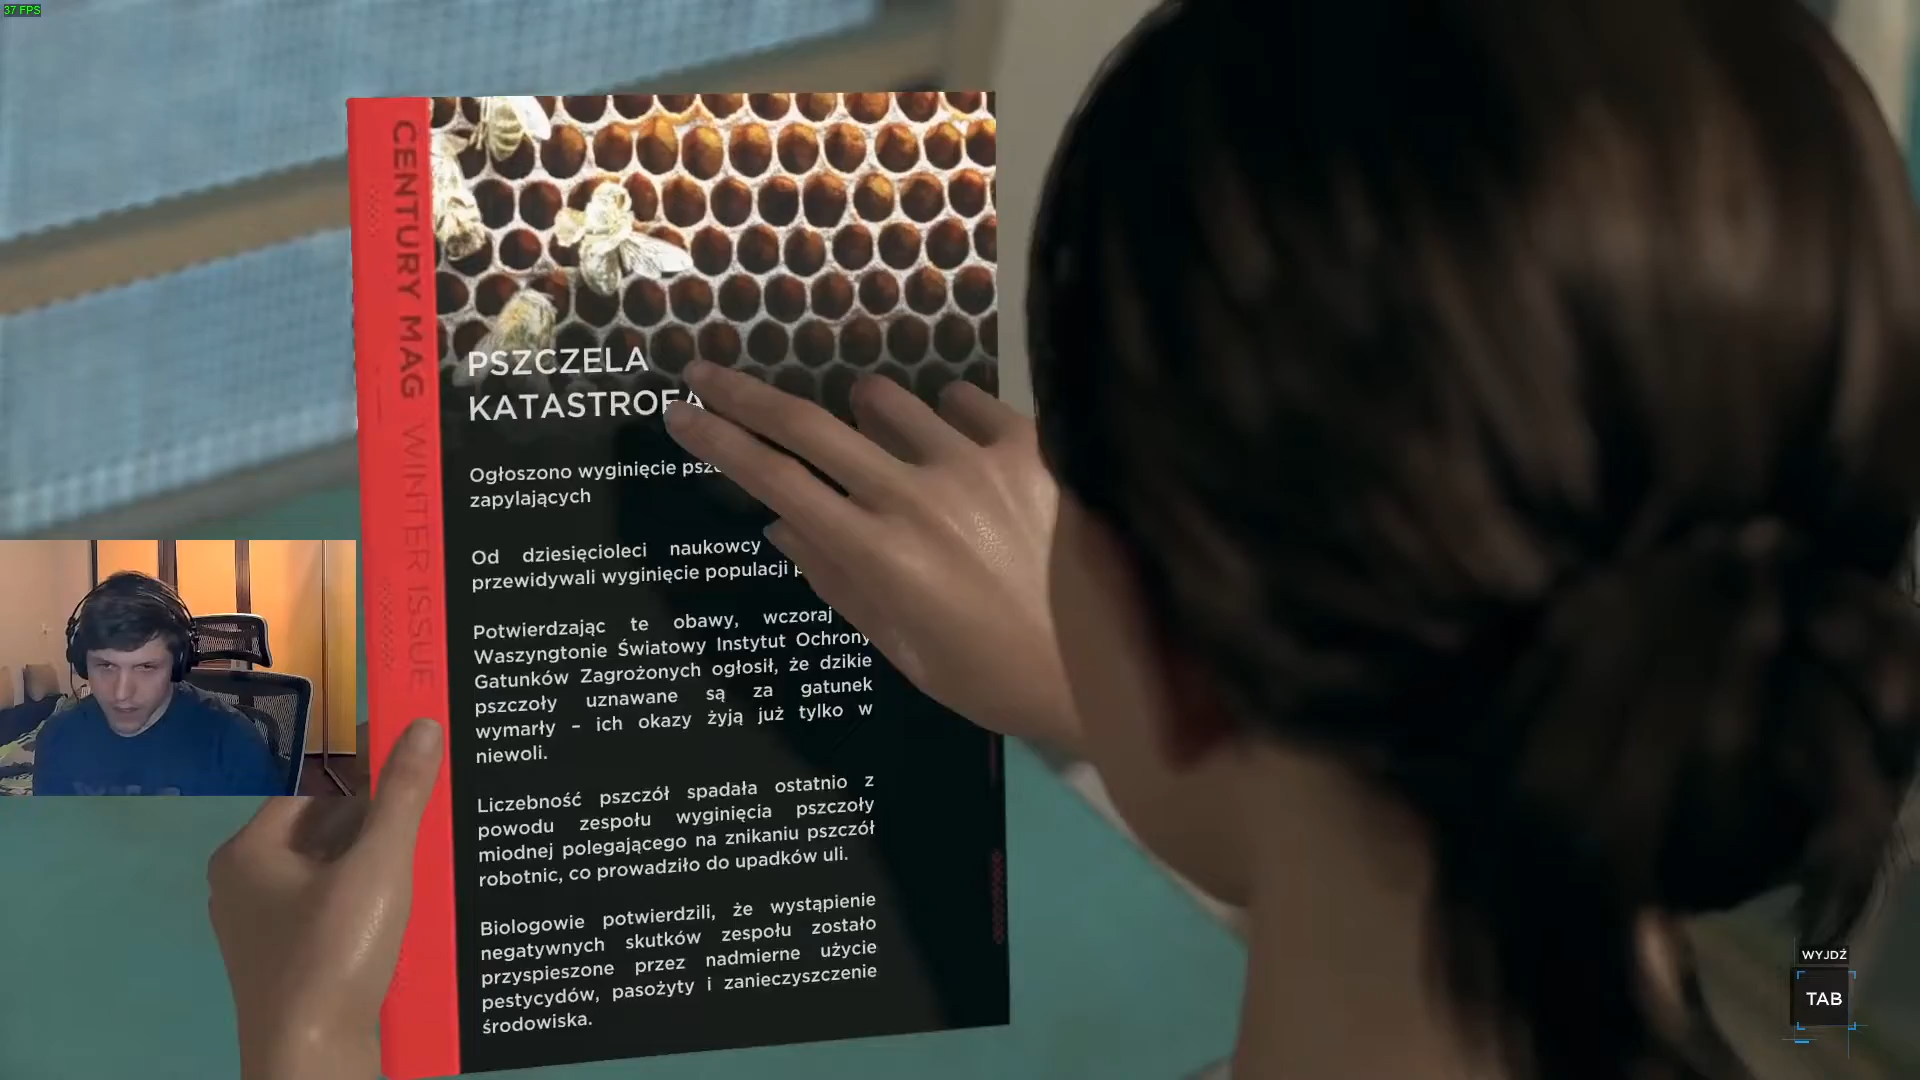 37 FPS
CENTURY MAG WINTER ISSUE
PSZCZELA
KATASTROFA
Ogłoszono wyginięcie
zapylających
Od dziesięcioleci naukowcy
przewidywali wyginięcie populacji
Potwierdzając te obawy, wczoraj
Waszyngtonie Światowy Instytut Ochrony
Gatunków Zagrożonych ogłosił, że dzikie
pszczoły uznawane są za gatunek
wymarły – ich okazy żyją już tylko w
niewoli.
Liczebność pszczół spadała ostatnio z
powodu zespołu wyginięcia pszczoły
miodnej polegającego na znikaniu pszczół
robotnic, co prowadziło do upadków uli.
Biologowie potwierdzili, że wystąpienie
negatywnych skutków zespołu zostało
przyspieszone przez nadmierne użycie
pestycydów, pasożyty i zanieczyszczenie
środowiska.
WYJDŹ
TAB